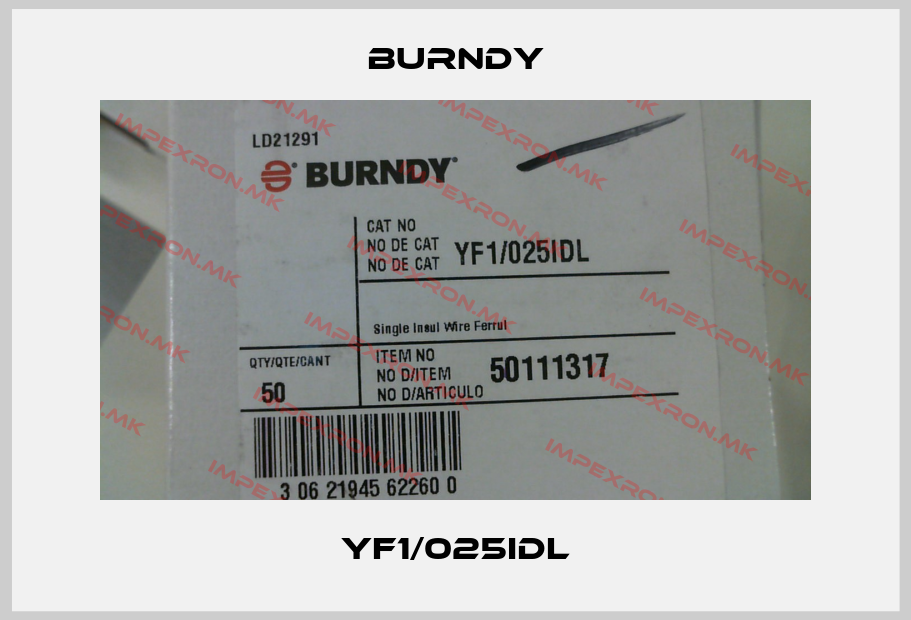 BURNDY
LD21291
BURNDY
CAT NO
NO DE CAT
NO DE CAT
YF1/025IDL
Single Insul Wire Ferrul
QTY/QTE/CANT
50
ITEM NO
NO D/ITEM
NO D/ARTICULO
50111317
3 06 21945 62260 0
IMPEXRON.MK
YF1/025IDL